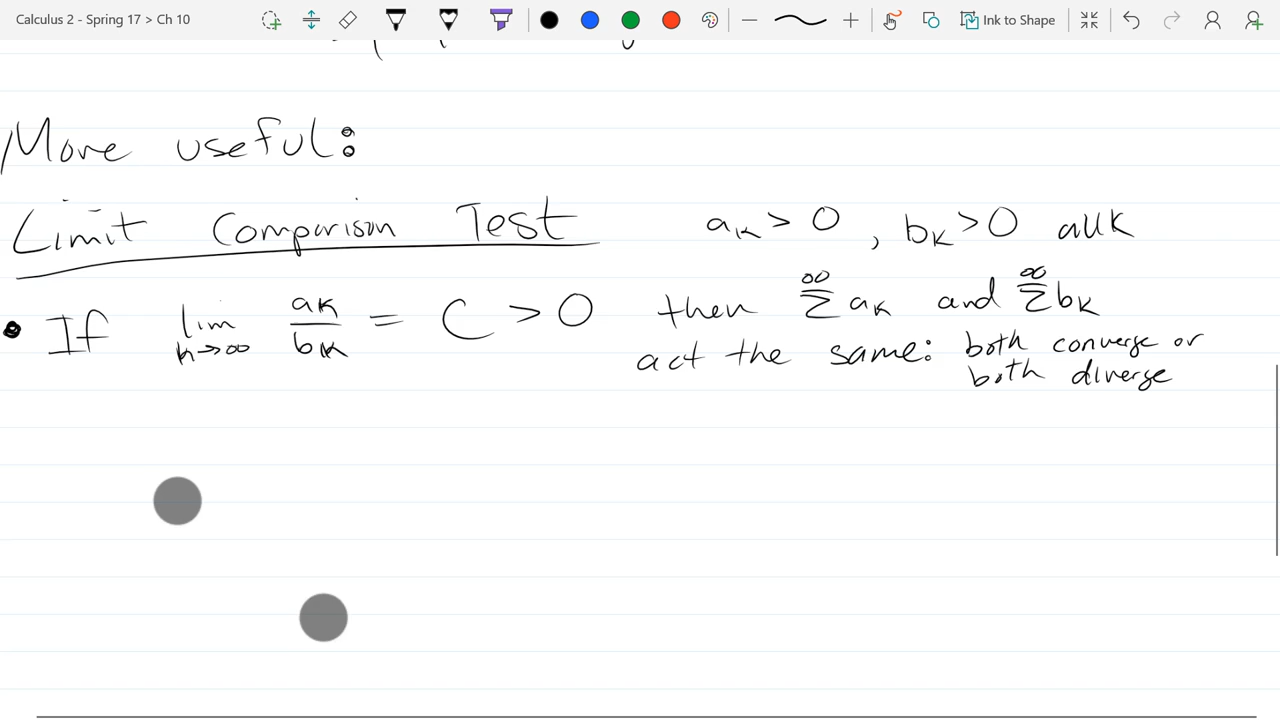 Calculus 2 - Spring 17 > Ch 10 Ink to Shape
More useful:
Limit Comparison Test aₖ > 0, bₖ > 0 all k
• If lim k→∞ aₖ/bₖ = C > 0 then ∞ Σ aₖ and ∞ Σ bₖ
act the same: both converge or
both diverge